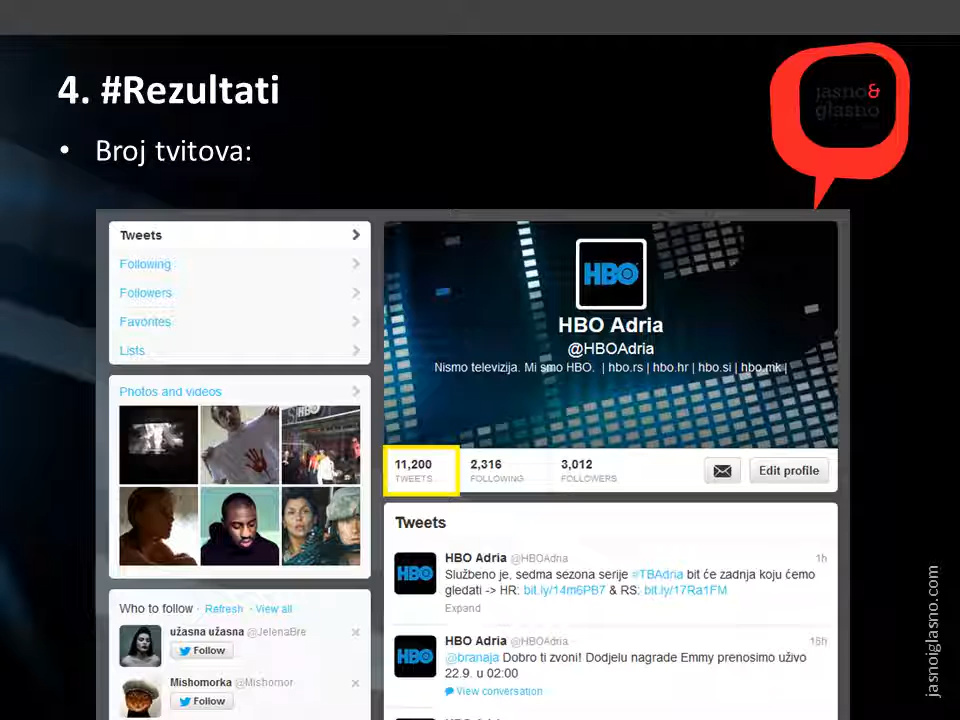 4. #Rezultati
jasno&
glasno
• Broj tvitova:
Tweets
Following
Followers
Favorites
Lists
Photos and videos
HBO
HBO
HBO Adria
@HBOAdria
Nismo televizija. Mi smo HBO. | hbo.rs | hbo.hr | hbo.si | hbo.mk |
11,200
TWEETS
2,316
FOLLOWING
3,012
FOLLOWERS
Edit profile
Tweets
HBO
HBO Adria @HBOAdria 1h
Službeno je, sedma sezona serije #TBAdria bit će zadnja koju ćemo
gledati -> HR: bit.ly/14m6PB7 & RS: bit.ly/17Ra1FM
Expand
HBO
HBO Adria @HBOAdria 16h
@branaja Dobro ti zvoni! Dodjelu nagrade Emmy prenosimo uživo
22.9. u 02:00
View conversation
Who to follow · Refresh · View all
užasna užasna @JelenaBre
Follow
Mishomorka @Mishomor
Follow
jasnoiglasno.com